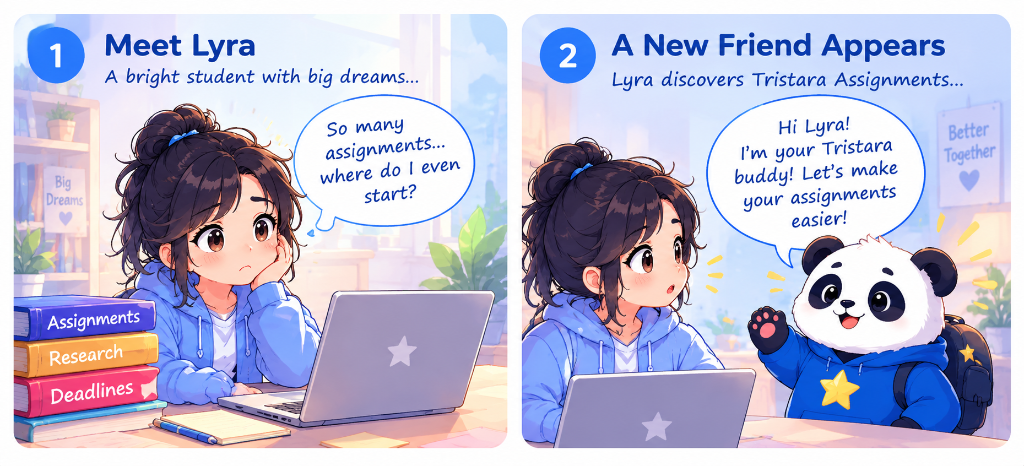 1
Meet Lyra
A bright student with big dreams...
So many
assignments...
where do I even
start?
Big
Dreams
Assignments
Research
Deadlines
2
A New Friend Appears
Lyra discovers Tristara Assignments...
Hi Lyra!
I'm your Tristara
buddy! Let's make
your assignments
easier!
Better
Together